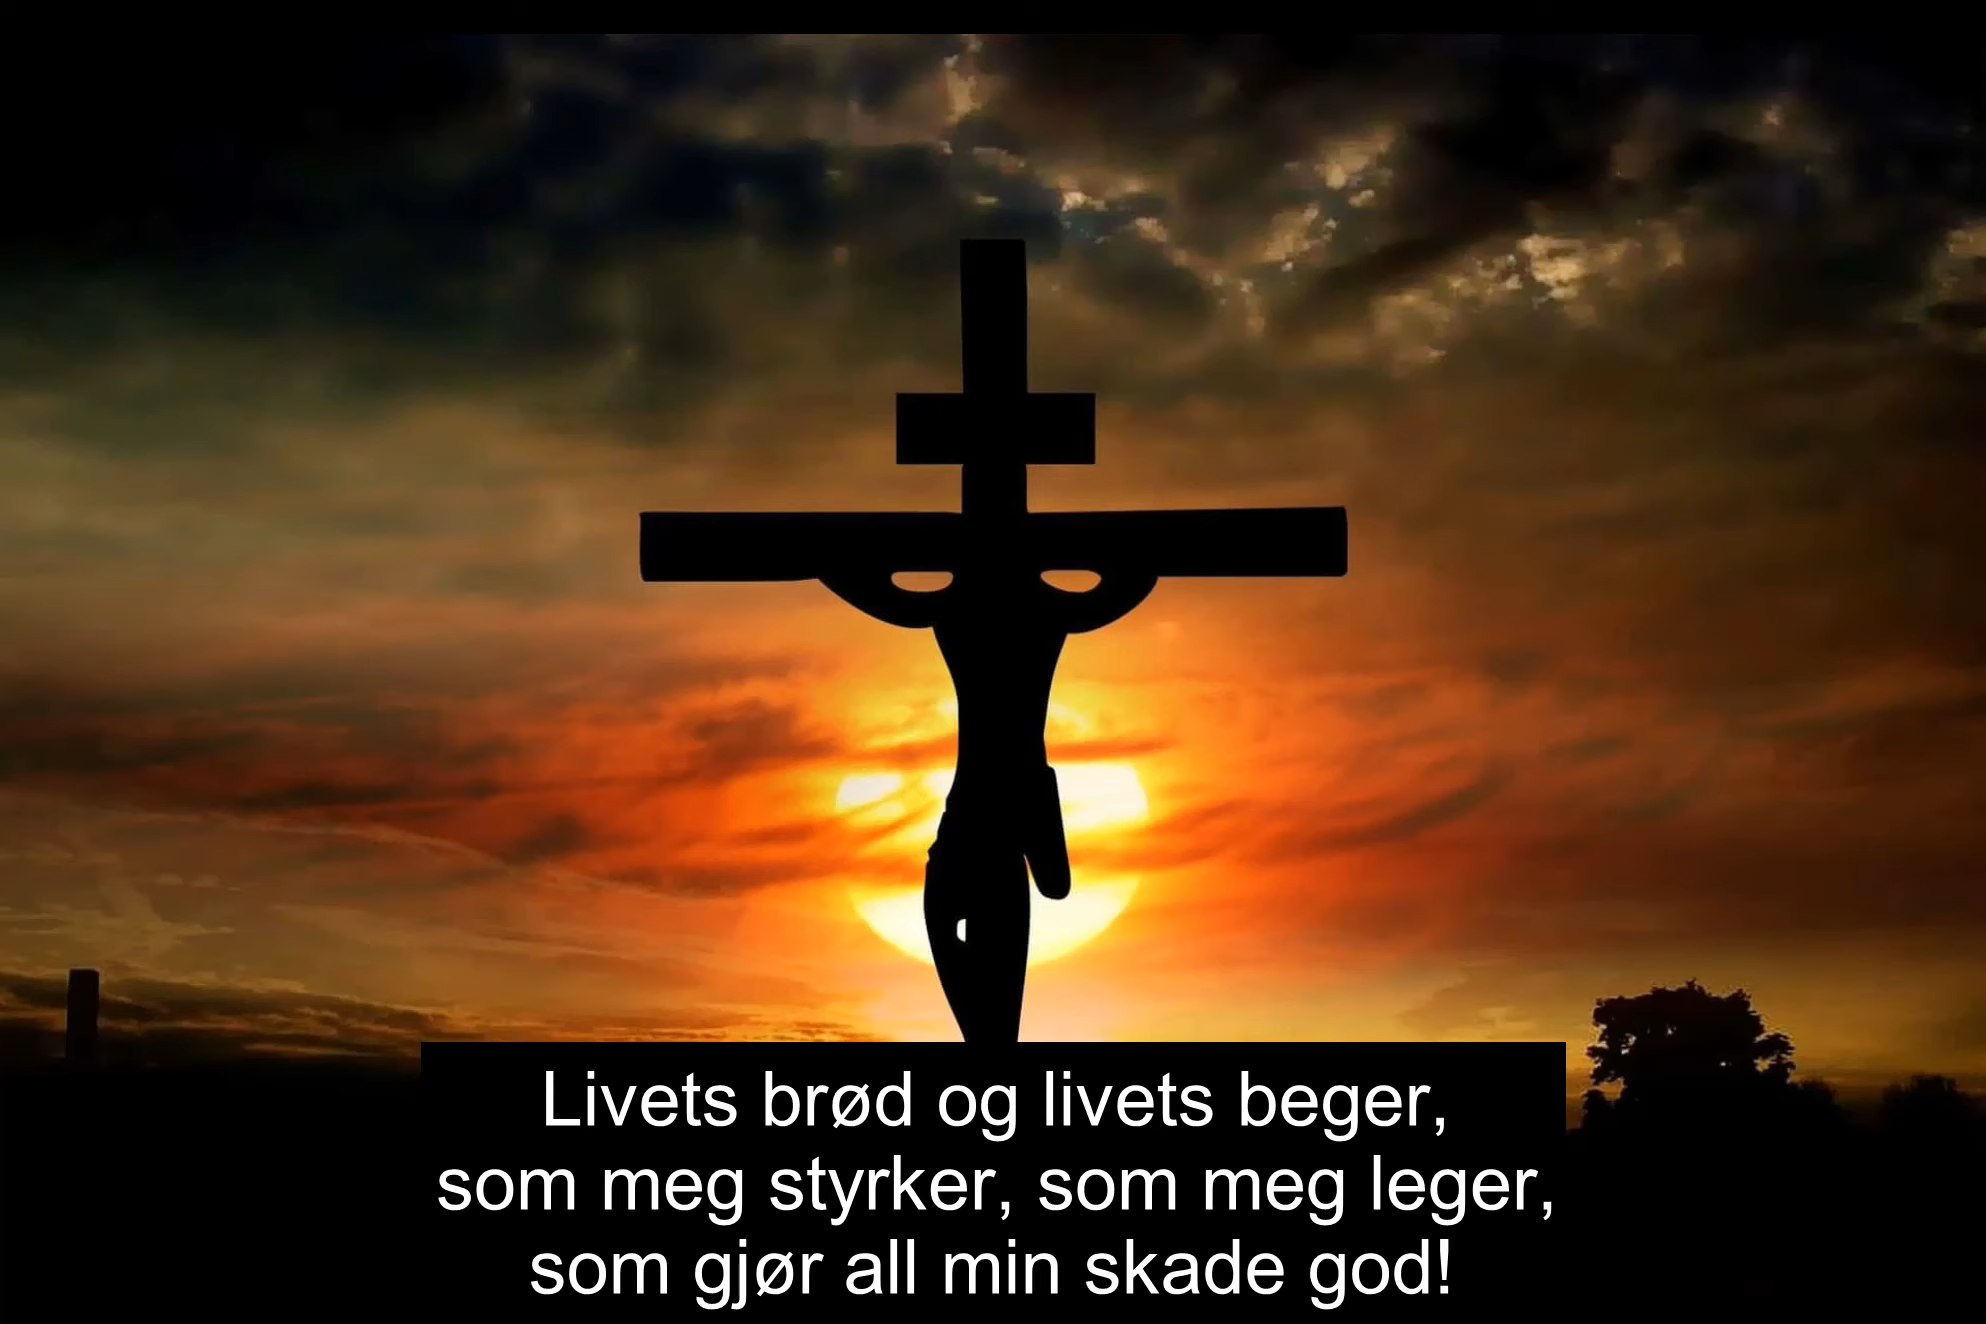 Livets brød og livets beger,
som meg styrker, som meg leger,
som gjør all min skade god!